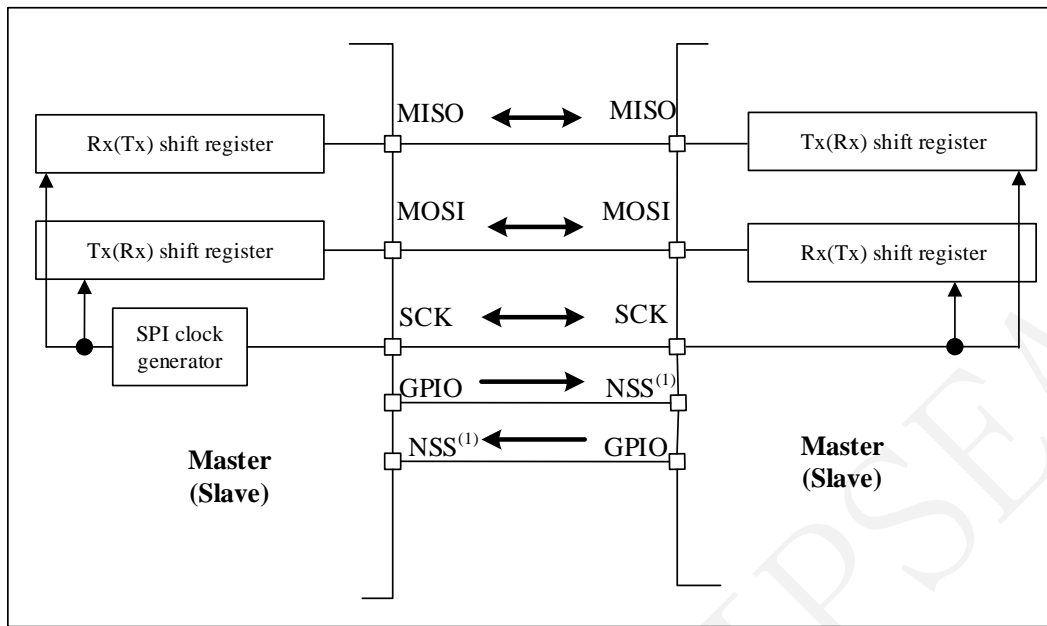 MISO
MISO
Rx(Tx) shift register
Tx(Rx) shift register
MOSI
MOSI
Tx(Rx) shift register
Rx(Tx) shift register
SCK
SCK
SPI clock
generator
GPIO
NSS(1)
NSS(1)
GPIO
Master
(Slave)
Master
(Slave)